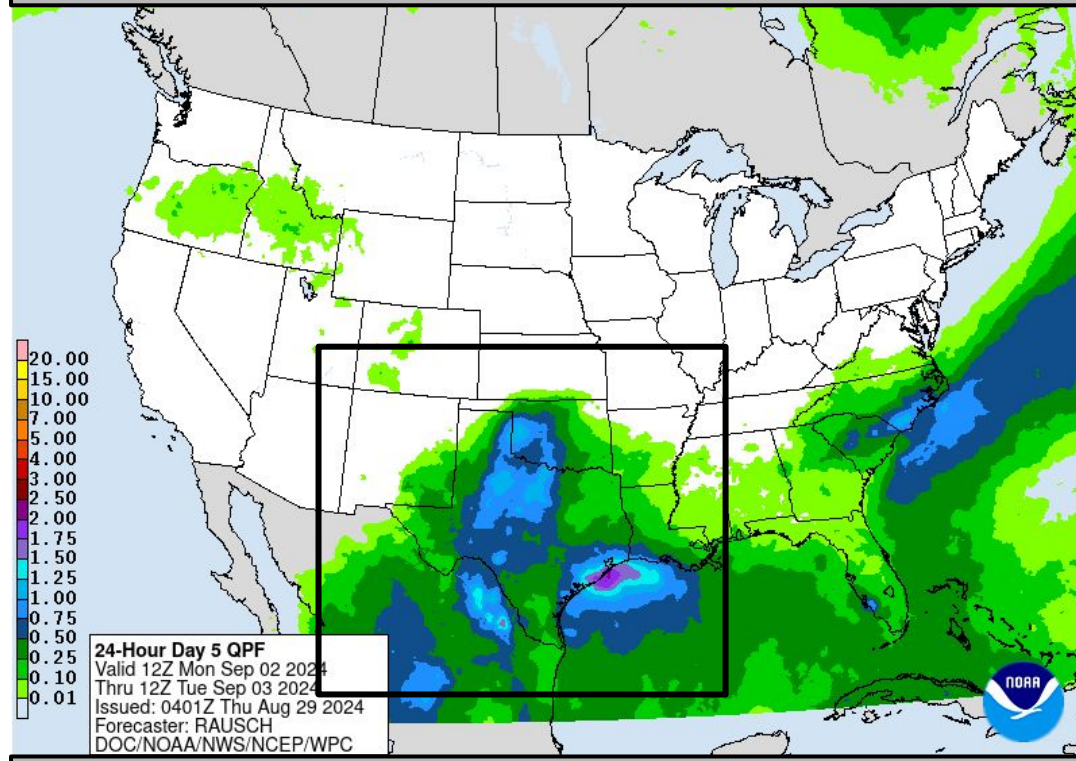 20.00
15.00
10.00
7.00
5.00
4.00
3.00
2.50
2.00
1.75
1.50
1.25
1.00
0.75
0.50
0.25
0.10
0.01
24-Hour Day 5 QPF
Valid 12Z Mon Sep 02 2024
Thru 12Z Tue Sep 03 2024
Issued: 0401Z Thu Aug 29 2024
Forecaster: RAUSCH
DOC/NOAA/NWS/NCEP/WPC
NOAA